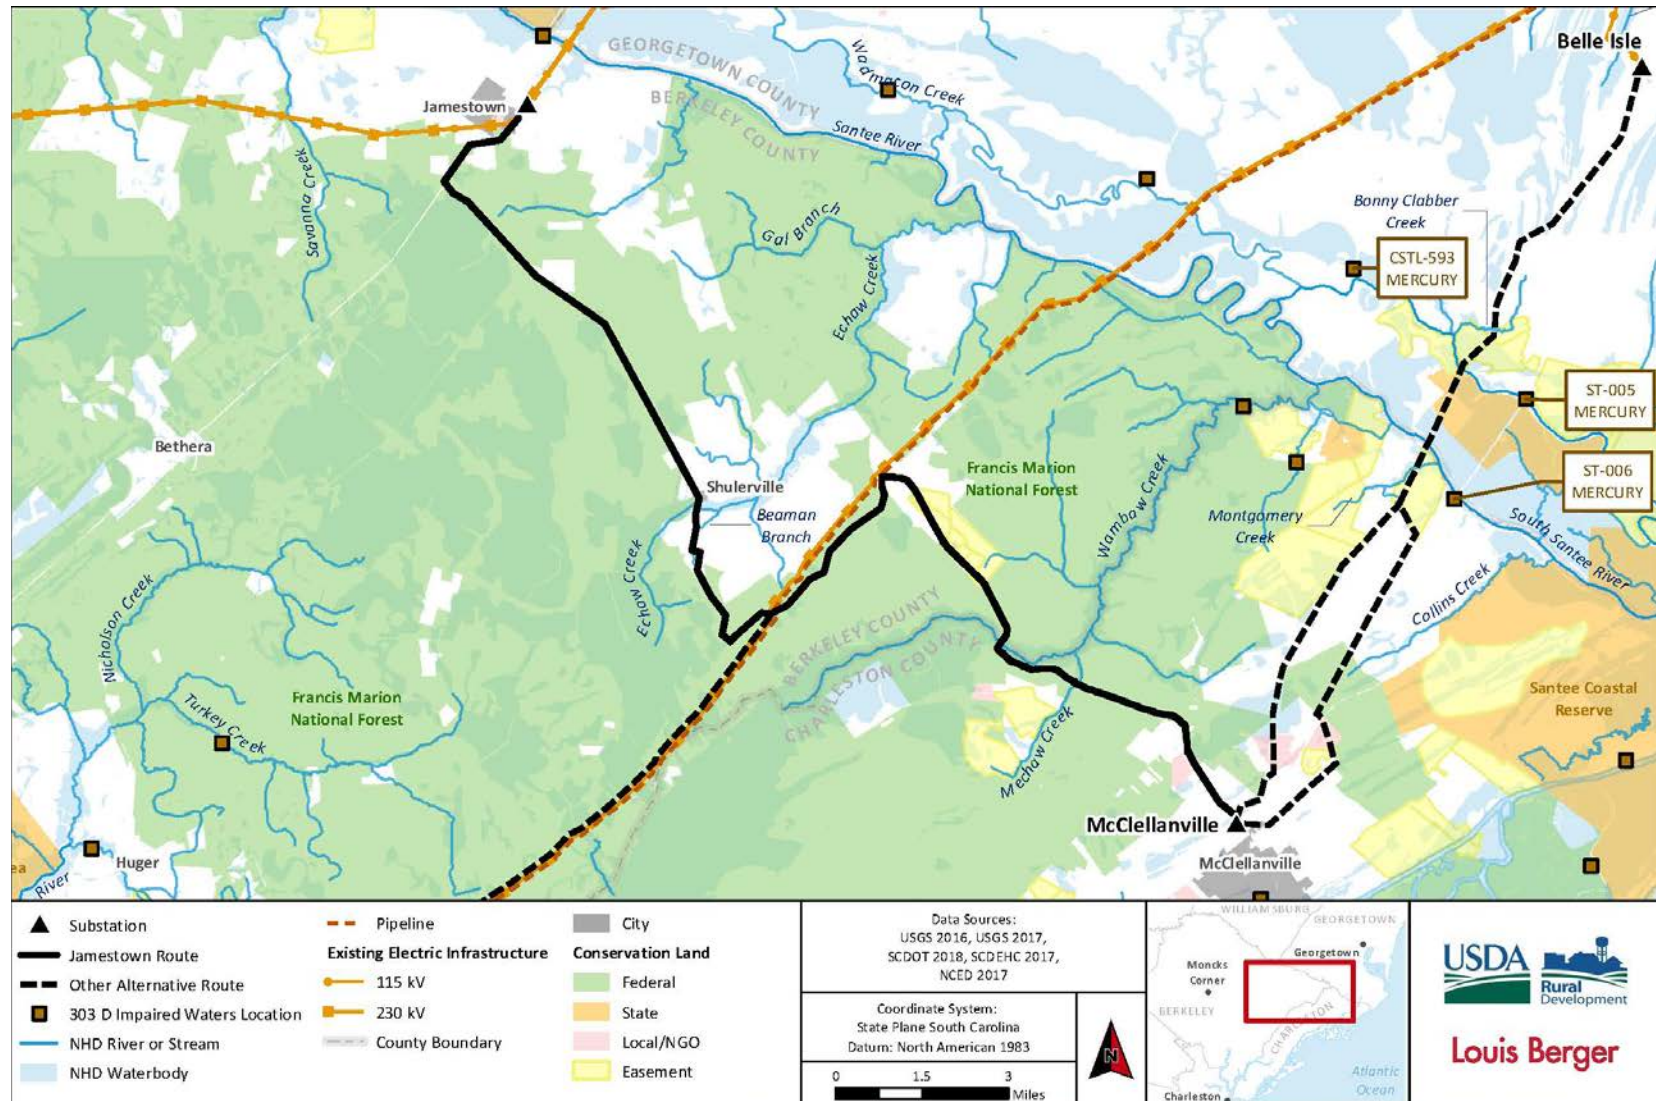 Belle Isle
GEORGETOWN COUNTY
BERKELEY COUNTY
Wadmacon Creek
Santee River
Jamestown
Savanna Creek
Gal Branch
Echaw Creek
Bonny Clabber
Creek
CSTL-593
MERCURY
ST-005
MERCURY
ST-006
MERCURY
Bethera
Shulerville
Beaman
Branch
Echaw Creek
Francis Marion
National Forest
Wambaw Creek
Montgomery
Creek
South Santee River
Collins Creek
Nicholson Creek
Turkey Creek
Francis Marion
National Forest
BERKELEY COUNTY
CHARLESTON COUNTY
Mechaw Creek
Santee Coastal
Reserve
McClellanville
McClellanville
Huger
ea
River
Substation
Jamestown Route
Other Alternative Route
303 D Impaired Waters Location
NHD River or Stream
NHD Waterbody
Pipeline
Existing Electric Infrastructure
115 kV
230 kV
County Boundary
City
Conservation Land
Federal
State
Local/NGO
Easement
Data Sources:
USGS 2016, USGS 2017,
SCDOT 2018, SCDEHC 2017,
NCED 2017
Coordinate System:
State Plane South Carolina
Datum: North American 1983
0 1.5 3
Miles
N
WILLIAMSBURG
GEORGETOWN
Georgetown
Moncks
Corner
BERKELEY
CHARLESTON
Atlantic
Ocean
Charleston
USDA
Rural
Development
Louis Berger